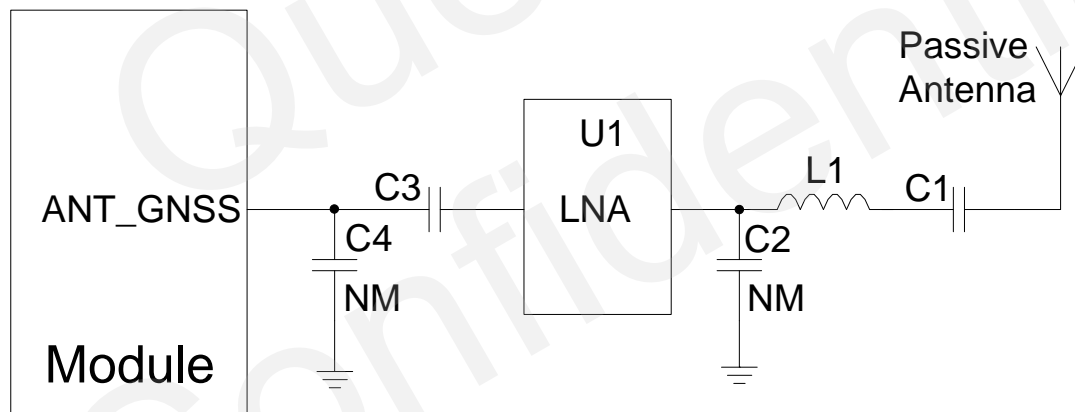 Passive
Antenna
U1
L1
C1
C3
ANT_GNSS
LNA
C4
C2
NM
NM
Module